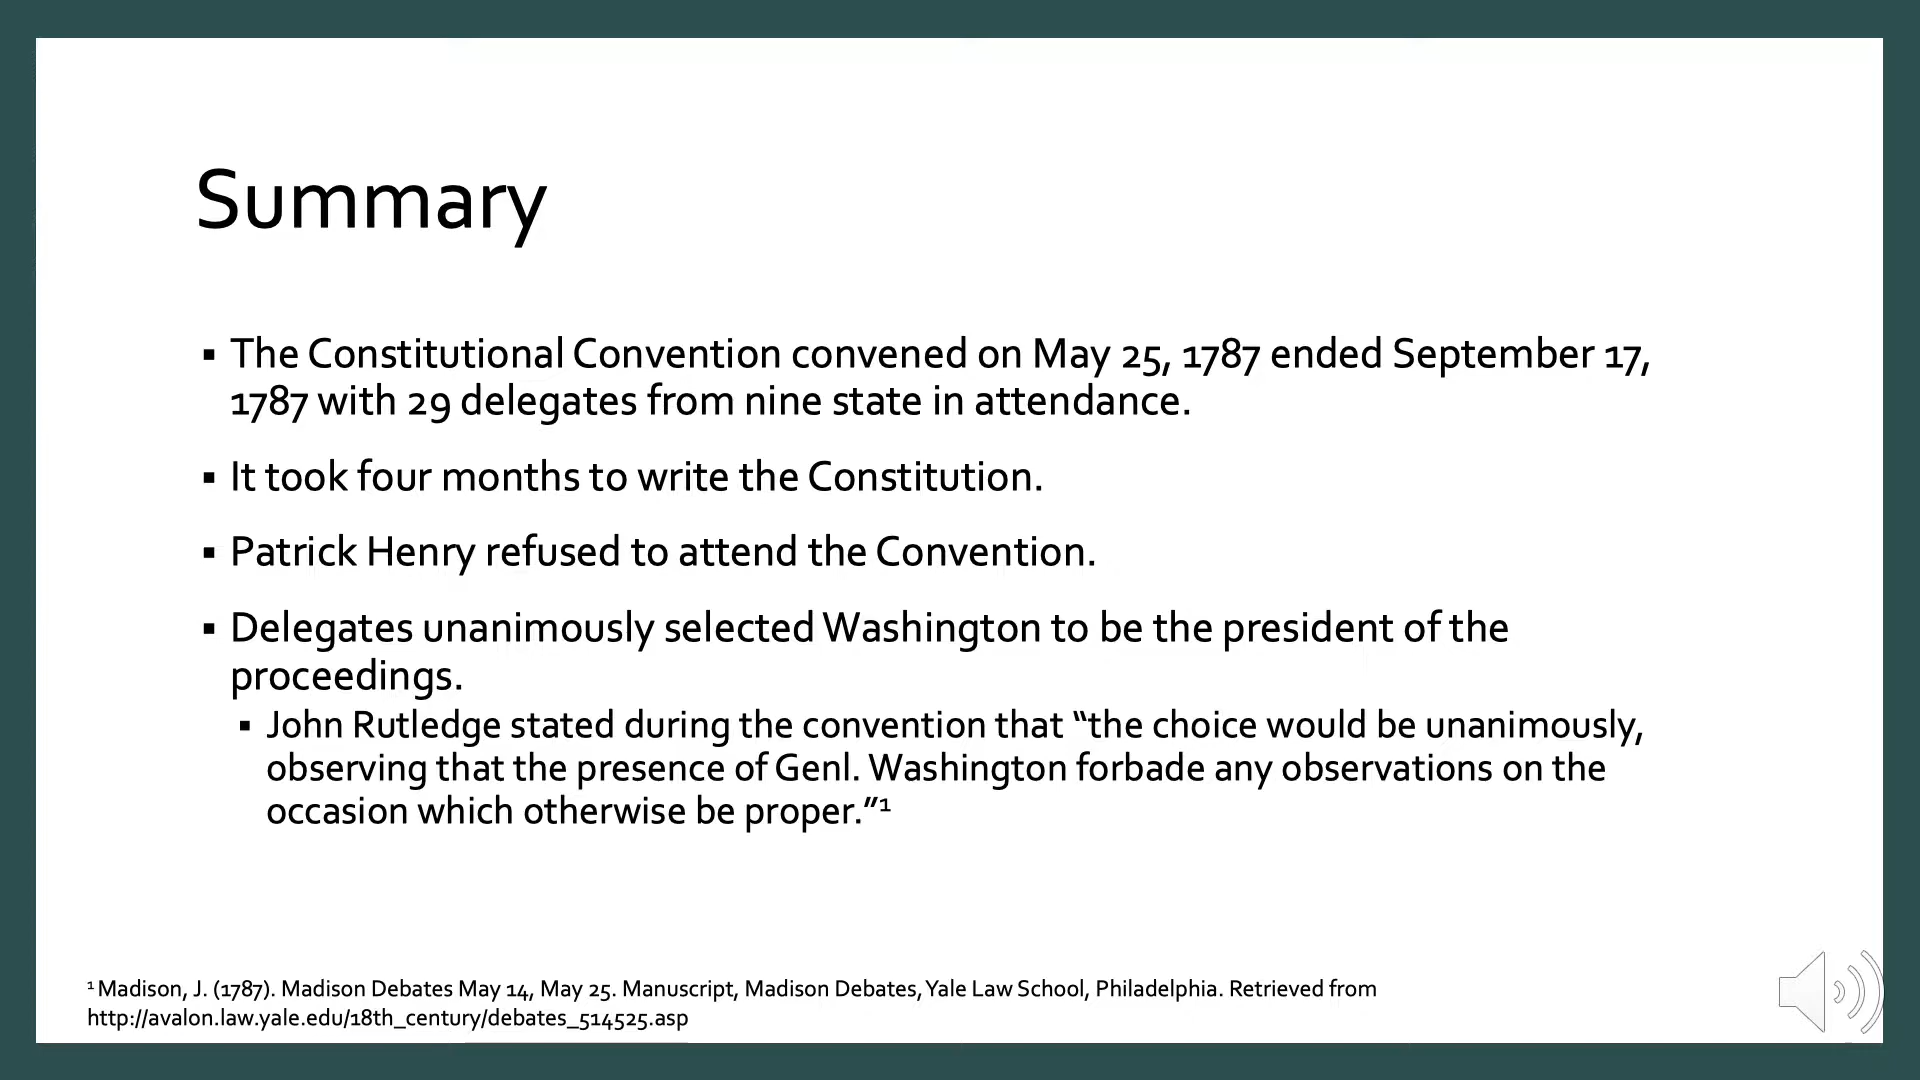 Summary
▪ The Constitutional Convention convened on May 25, 1787 ended September 17,
1787 with 29 delegates from nine state in attendance.
▪ It took four months to write the Constitution.
▪ Patrick Henry refused to attend the Convention.
▪ Delegates unanimously selected Washington to be the president of the
proceedings.
▪ John Rutledge stated during the convention that “the choice would be unanimously,
observing that the presence of Genl. Washington forbade any observations on the
occasion which otherwise be proper.”¹
¹ Madison, J. (1787). Madison Debates May 14, May 25. Manuscript, Madison Debates, Yale Law School, Philadelphia. Retrieved from
http://avalon.law.yale.edu/18th_century/debates_514525.asp